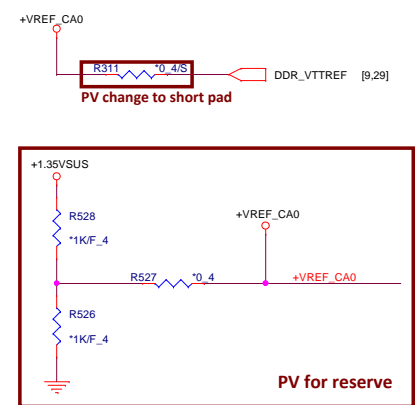 +VREF_CA0
R311 *0_4/S
DDR_VTTREF [9,29]
PV change to short pad
+1.35VSUS
R528
*1K/F_4
+VREF_CA0
R527 *0_4
+VREF_CA0
R526
*1K/F_4
PV for reserve